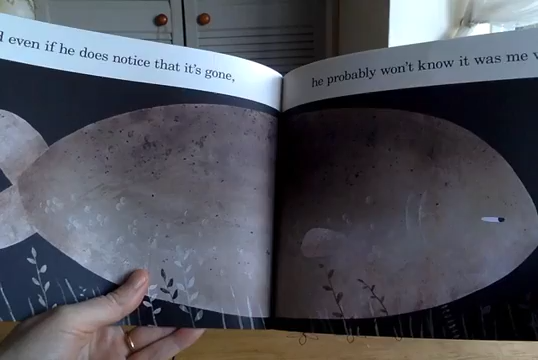 even if he does notice that it's gone,
he probably won't know it was me